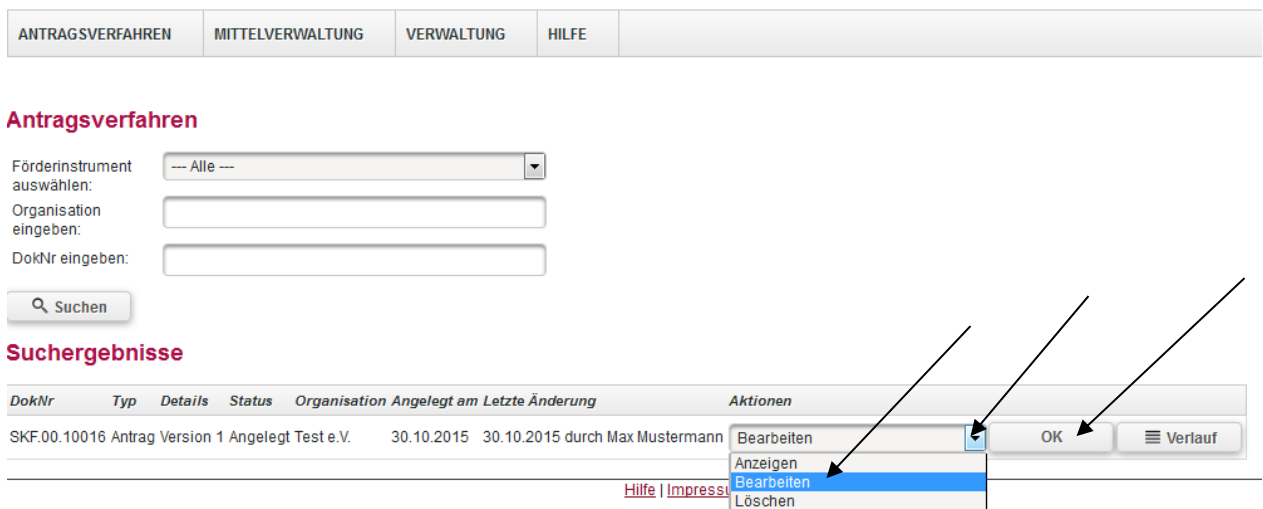 ANTRAGSVERFAHREN MITTELVERWALTUNG VERWALTUNG HILFE
Antragsverfahren
Förderinstrument auswählen: --- Alle ---
Organisation eingeben:
DokNr eingeben:
Suchen
Suchergebnisse
DokNr Typ Details Status Organisation Angelegt am Letzte Änderung Aktionen
SKF.00.10016 Antrag Version 1 Angelegt Test e.V. 30.10.2015 30.10.2015 durch Max Mustermann Bearbeiten OK Verlauf
Anzeigen
Bearbeiten
Löschen
Hilfe |